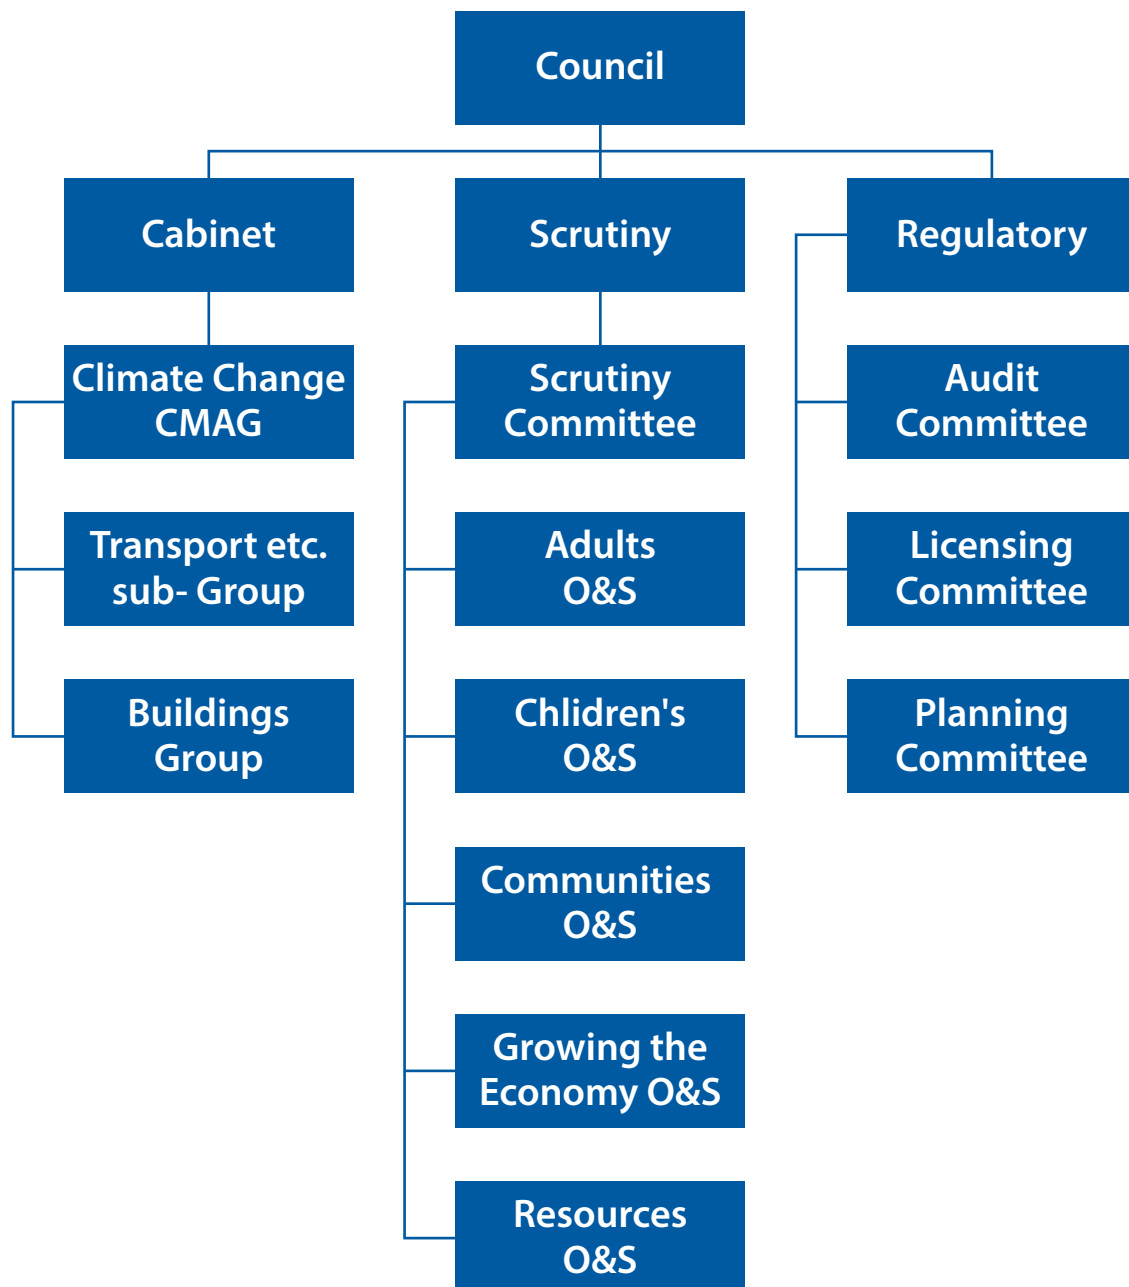 Council
Cabinet
Scrutiny
Regulatory
Climate Change
CMAG
Scrutiny
Committee
Audit
Committee
Transport etc.
sub- Group
Adults
O&S
Licensing
Committee
Buildings
Group
Chlidren's
O&S
Planning
Committee
Communities
O&S
Growing the
Economy O&S
Resources
O&S